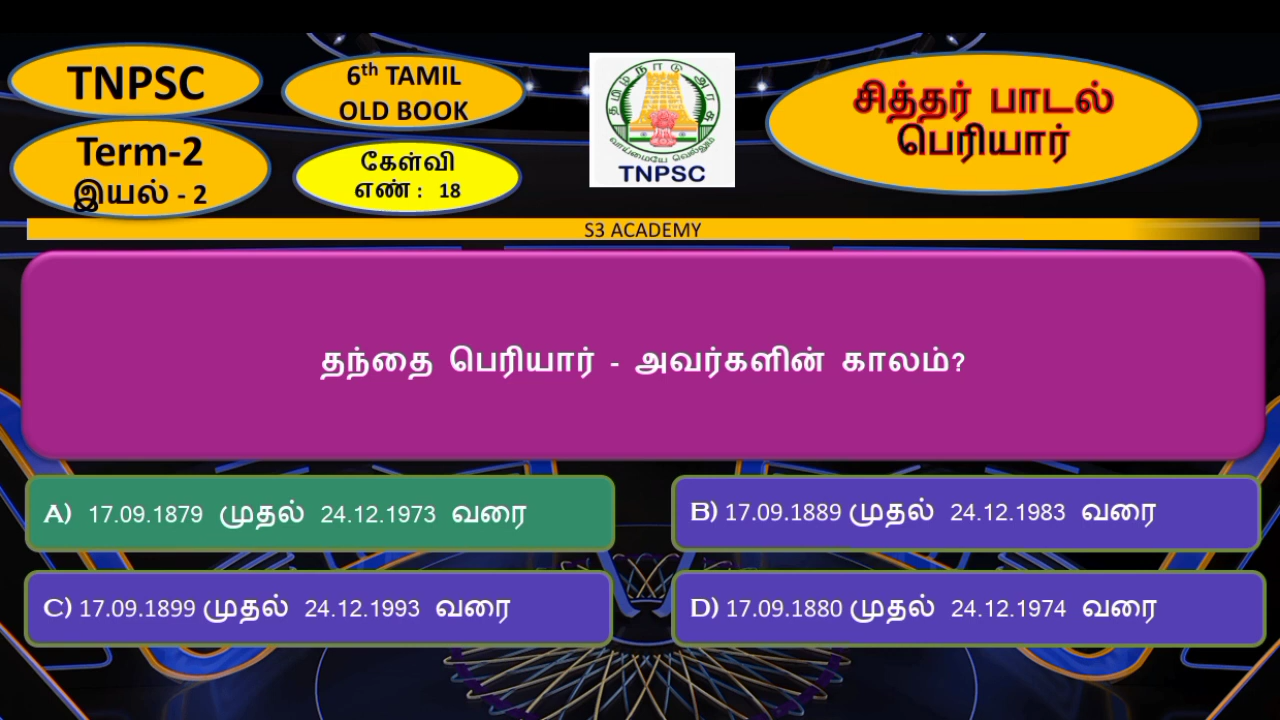 TNPSC
6th TAMIL
OLD BOOK
Term-2
இயல் - 2
கேள்வி
எண் : 18
தமிழ்நாடு அரசு
வாய்மையே வெல்லும்
TNPSC
சித்தர் பாடல்
பெரியார்
S3 ACADEMY
தந்தை பெரியார் - அவர்களின் காலம்?
A) 17.09.1879 முதல் 24.12.1973 வரை
B) 17.09.1889 முதல் 24.12.1983 வரை
C) 17.09.1899 முதல் 24.12.1993 வரை
D) 17.09.1880 முதல் 24.12.1974 வரை